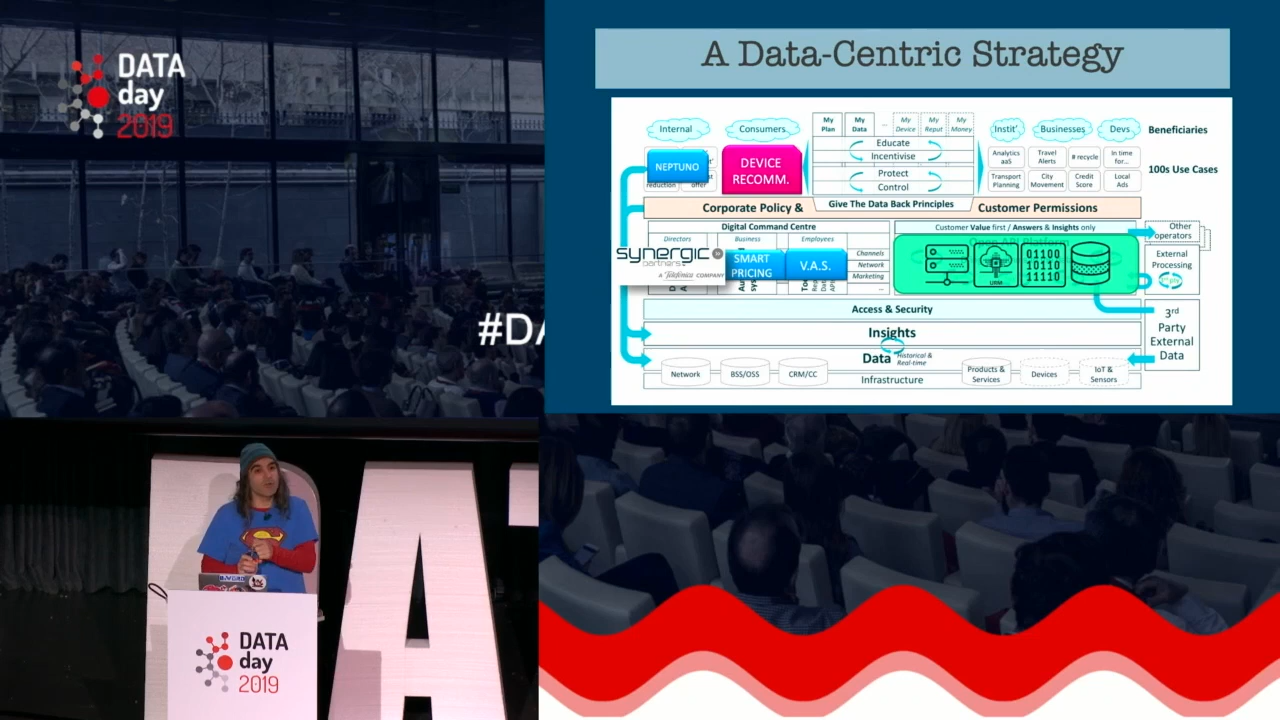 DATA
day
2019
#DA
A Data-Centric Strategy
Internal
Consumers
My Plan
My Data
...
My Device
My Reput
My Money
Instit'
Businesses
Devs
Beneficiaries
NEPTUNO
reduction
offer
DEVICE
RECOMM.
Educate
Incentivise
Protect
Control
Analytics aaS
Travel Alerts
# recycle
In time for...
Transport Planning
City Movement
Credit Score
Local Ads
100s Use Cases
Corporate Policy &
Give The Data Back Principles
Customer Permissions
Digital Command Centre
Directors
Business
Employees
Customer Value first / Answers & Insights only
Other operators
synergic
partners
A Telefónica COMPANY
SMART
PRICING
V.A.S.
Channels
Network
Marketing
...
Open API Platform
URM
01001
10110
11110
External Processing
Access & Security
Insights
Data
Historical & Real-time
3rd
Party
External
Data
Network
BSS/OSS
CRM/CC
Infrastructure
Products & Services
Devices
IoT & Sensors
A
DATA
day
2019